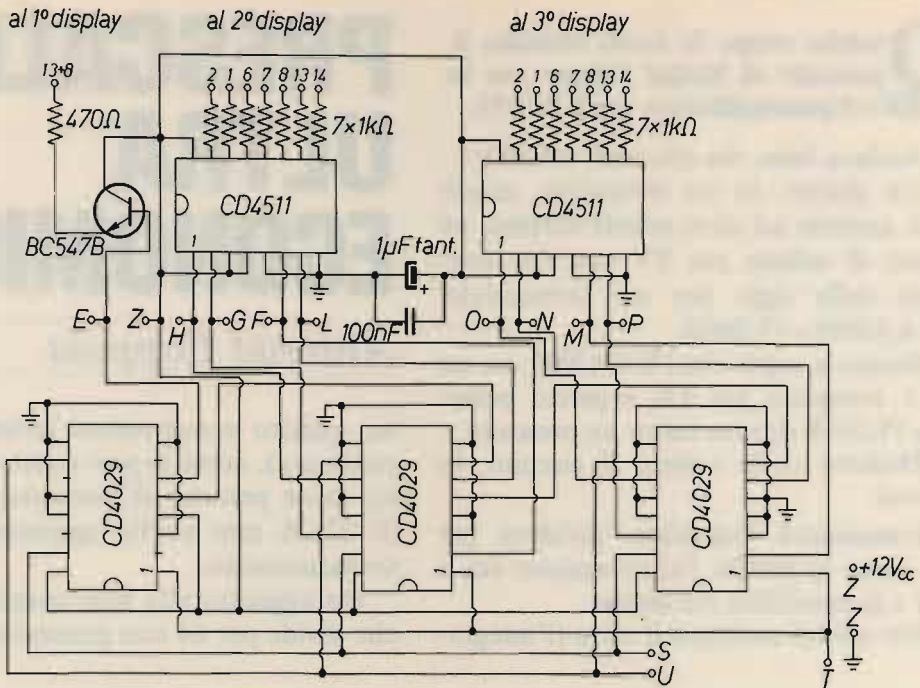 al 1º display
al 2º display
al 3º display
13+8
2 1 6 7 8 13 14
2 1 6 7 8 13 14
470Ω
7×1kΩ
7×1kΩ
CD4511
CD4511
BC547B
1µF tant.
1
1
+
100nF
E
Z
H
G
F
L
O
N
M
P
CD4029
CD4029
CD4029
1
1
1
+12Vcc
Z
Z
S
U
T